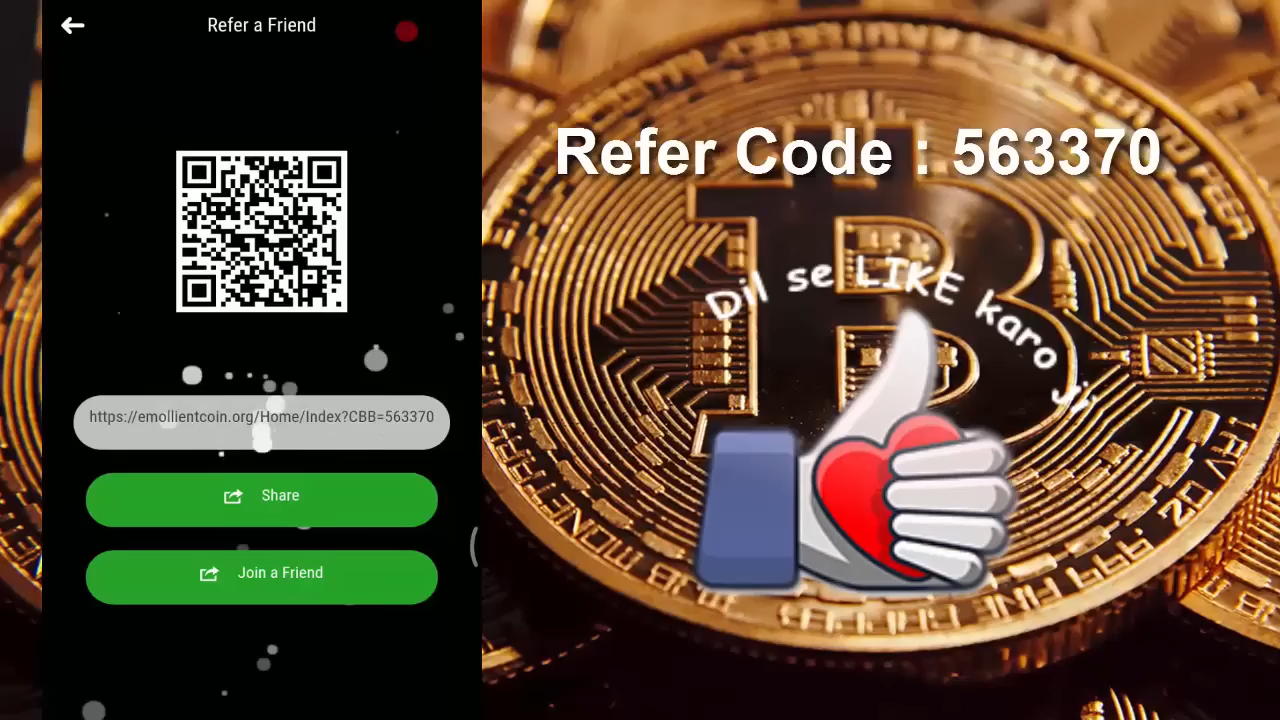 Refer a Friend
https://emollientcoin.org/Home/Index?CBB=563370
Share
Join a Friend
Refer Code : 563370
Dil se LIKE karo ji